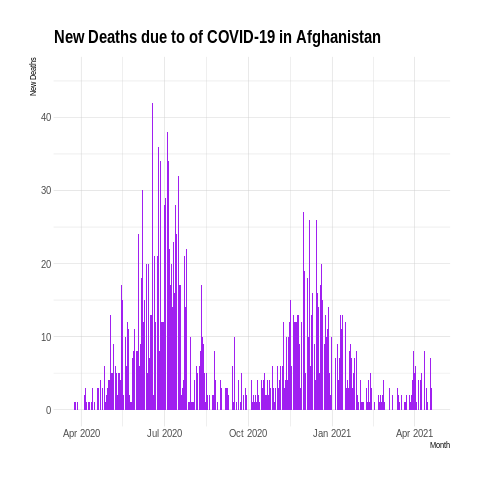 New Deaths due to of COVID-19 in Afghanistan
New Deaths
40
30
20
10
0
Apr 2020 Jul 2020 Oct 2020 Jan 2021 Apr 2021
Month